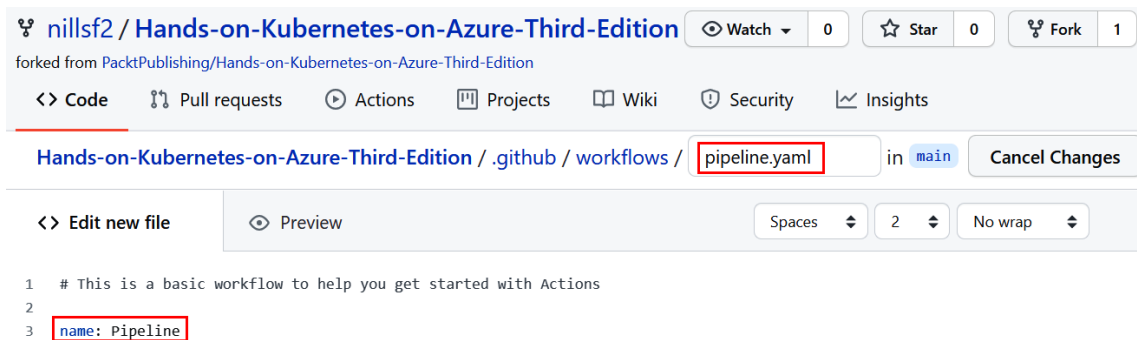 nillsf2 / Hands-on-Kubernetes-on-Azure-Third-Edition Watch 0 Star 0 Fork 1
forked from PacktPublishing/Hands-on-Kubernetes-on-Azure-Third-Edition
Code Pull requests Actions Projects Wiki Security Insights
Hands-on-Kubernetes-on-Azure-Third-Edition / .github / workflows / pipeline.yaml in main Cancel Changes
<> Edit new file Preview Spaces 2 No wrap
1 # This is a basic workflow to help you get started with Actions
2
3 name: Pipeline